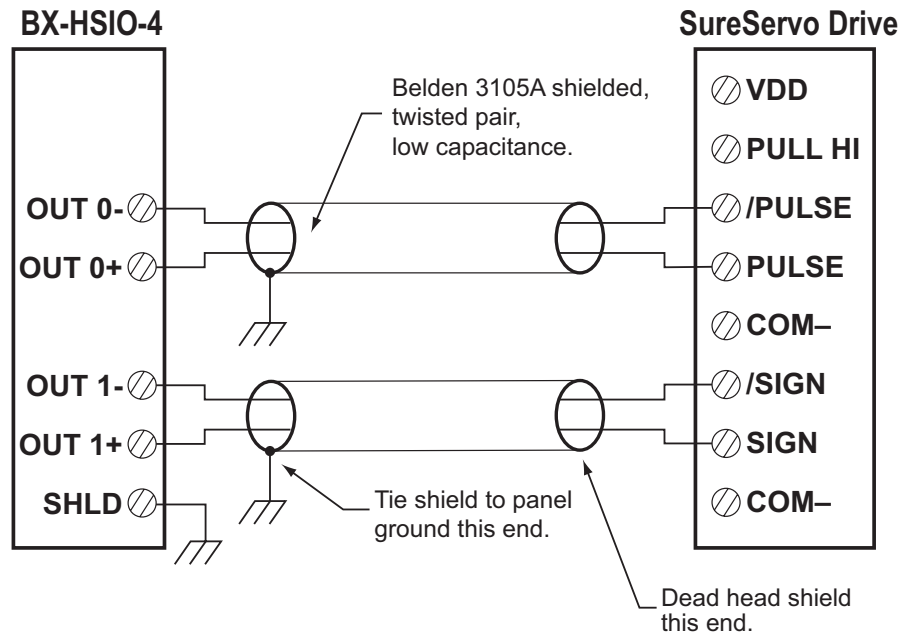 BX-HSIO-4
SureServo Drive
Belden 3105A shielded,
twisted pair,
low capacitance.
VDD
PULL HI
OUT 0-
/PULSE
OUT 0+
PULSE
COM–
OUT 1-
/SIGN
OUT 1+
SIGN
SHLD
COM–
Tie shield to panel
ground this end.
Dead head shield
this end.